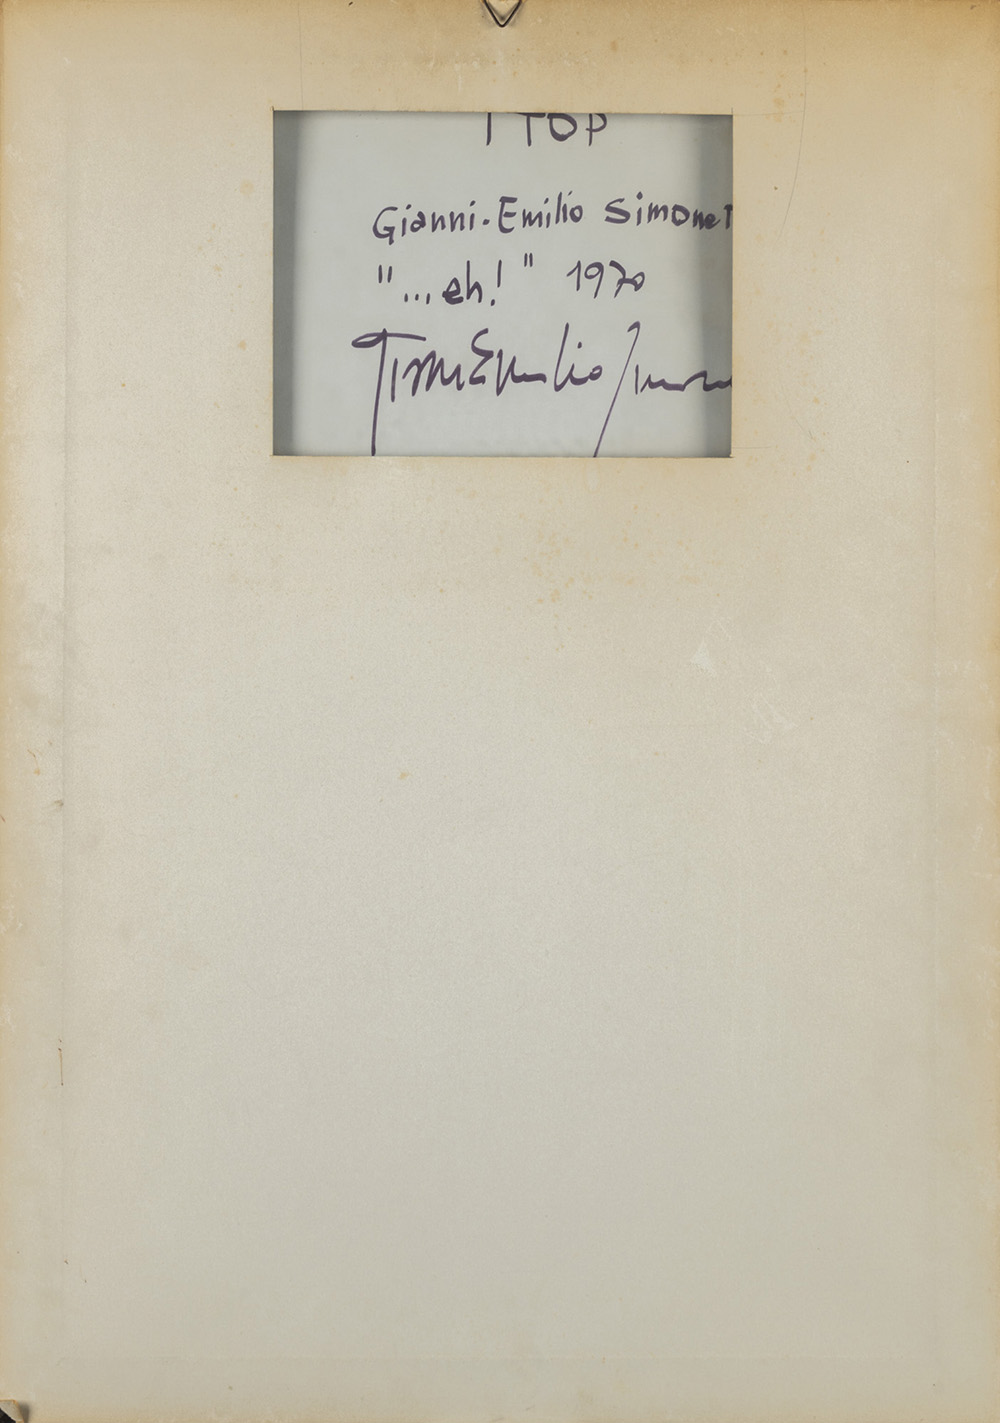 TOP
Gianni-Emilio Simonet
"...eh!" 1970